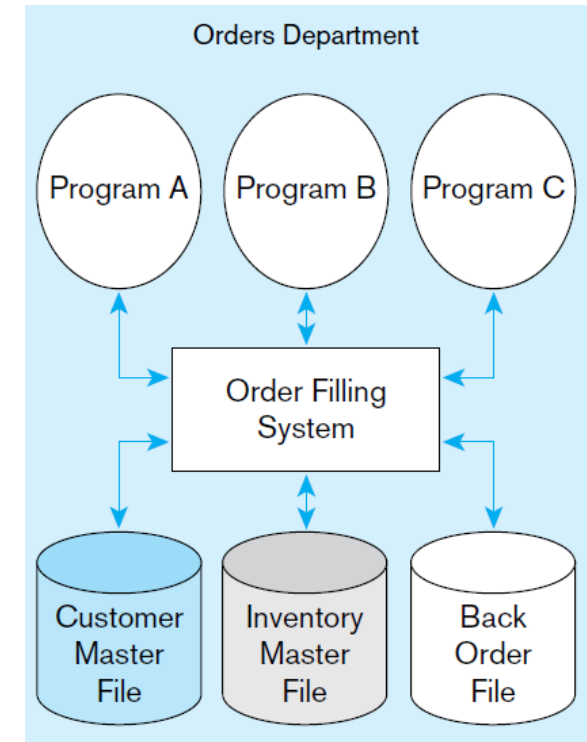 Orders Department
Program A
Program B
Program C
Order Filling
System
Customer
Master
File
Inventory
Master
File
Back
Order
File